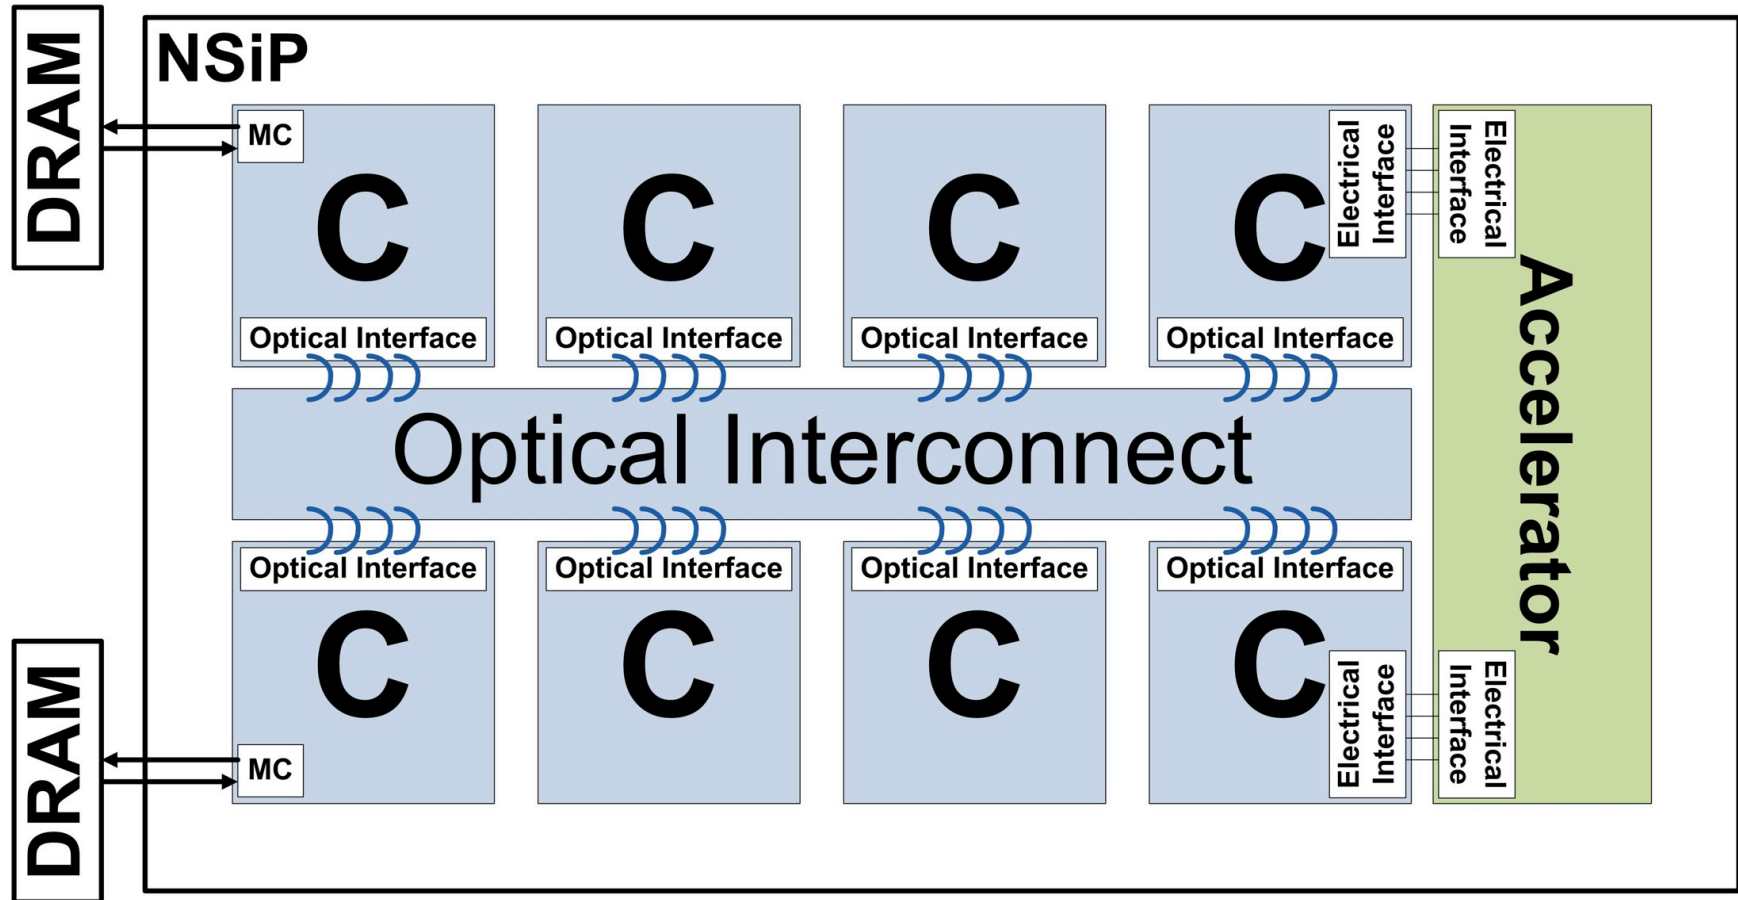 DRAM
NSiP
MC
C
C
C
C
Electrical
Interface
Electrical
Interface
Optical Interface
Optical Interface
Optical Interface
Optical Interface
Optical Interconnect
Accelerator
Optical Interface
Optical Interface
Optical Interface
Optical Interface
C
C
C
C
Electrical
Interface
Electrical
Interface
DRAM
MC